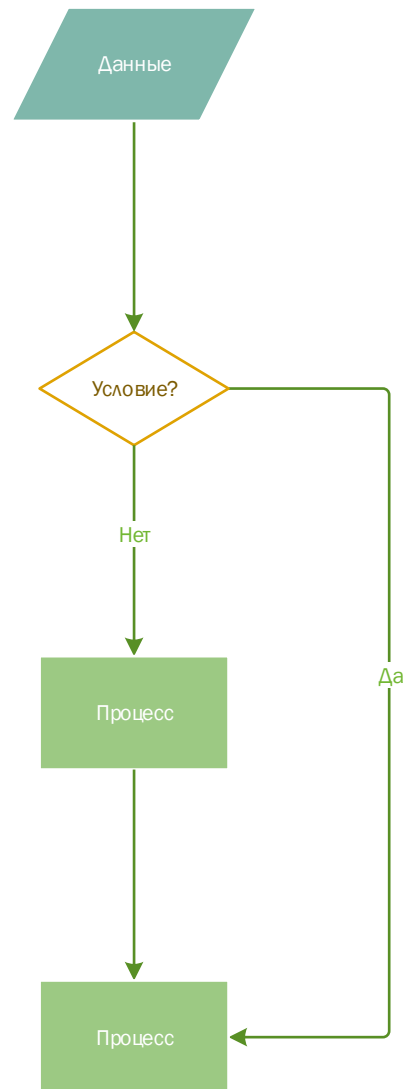 Данные
Условие?
Нет
Процесс
Да
Процесс